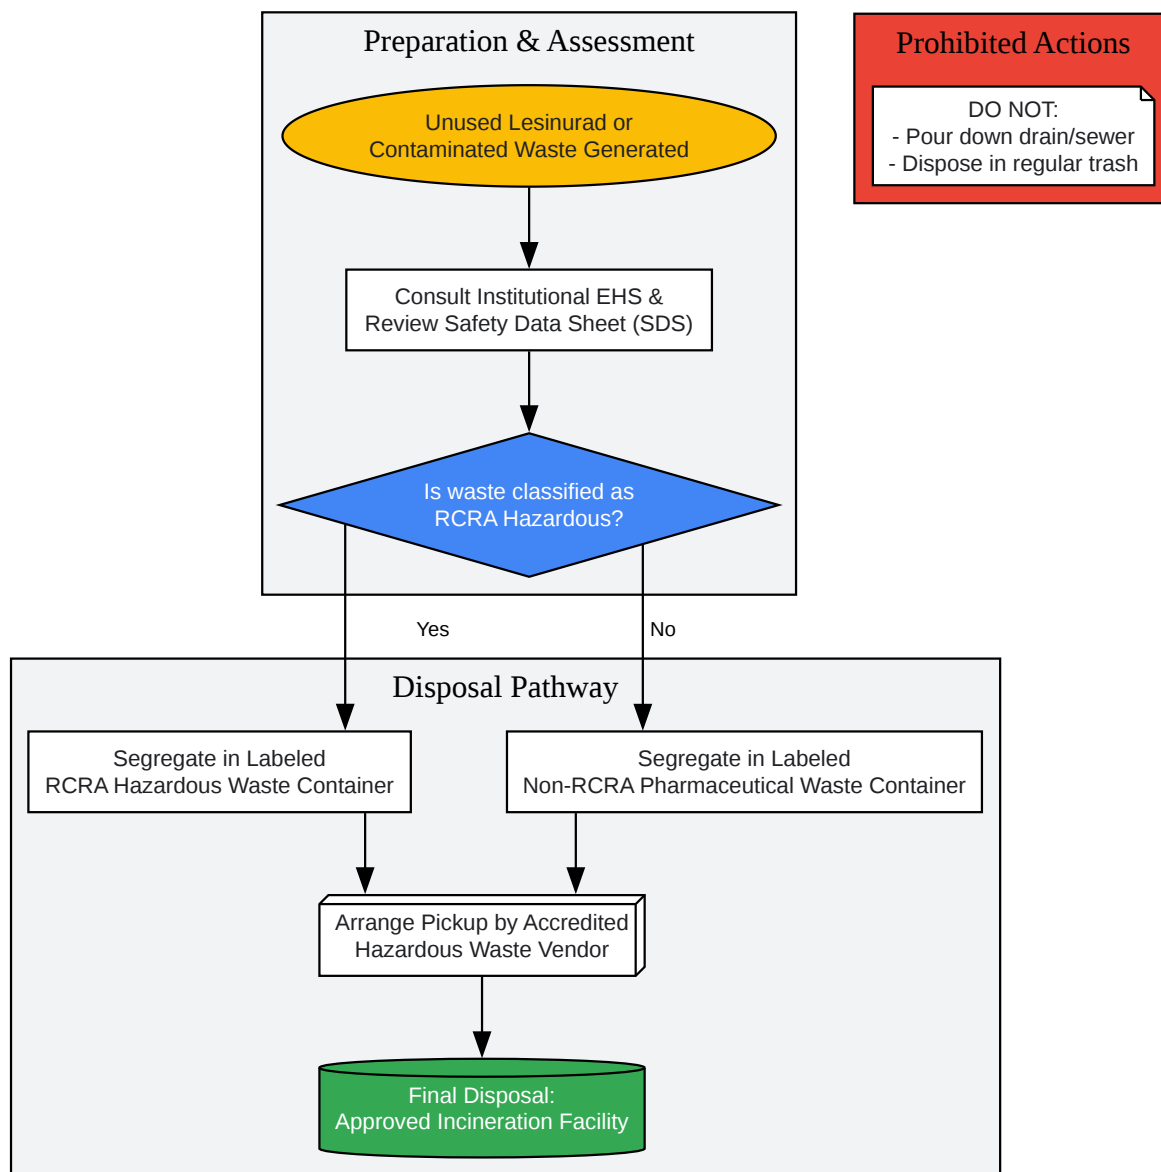 Preparation & Assessment
Unused Lesinurad or
Contaminated Waste Generated
Consult Institutional EHS &
Review Safety Data Sheet (SDS)
Is waste classified as
RCRA Hazardous?
Yes
No
Prohibited Actions
DO NOT:
- Pour down drain/sewer
- Dispose in regular trash
Disposal Pathway
Segregate in Labeled
RCRA Hazardous Waste Container
Segregate in Labeled
Non-RCRA Pharmaceutical Waste Container
Arrange Pickup by Accredited
Hazardous Waste Vendor
Final Disposal:
Approved Incineration Facility